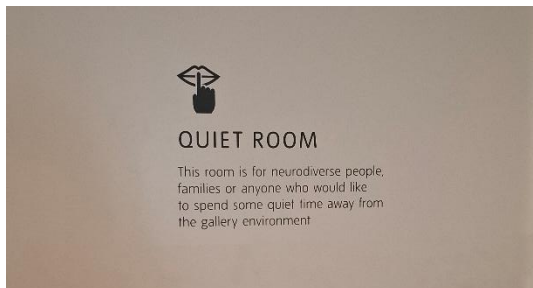 QUIET ROOM
This room is for neurodiverse people,
families or anyone who would like
to spend some quiet time away from
the gallery environment